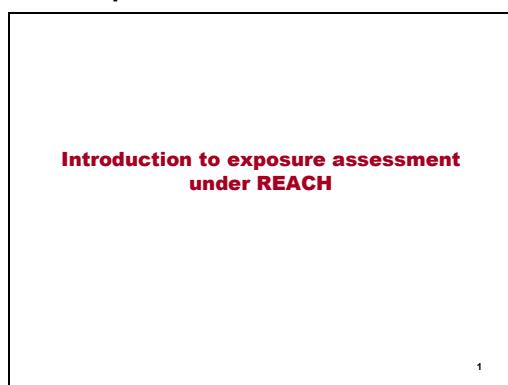 Introduction to exposure assessment
under REACH
1